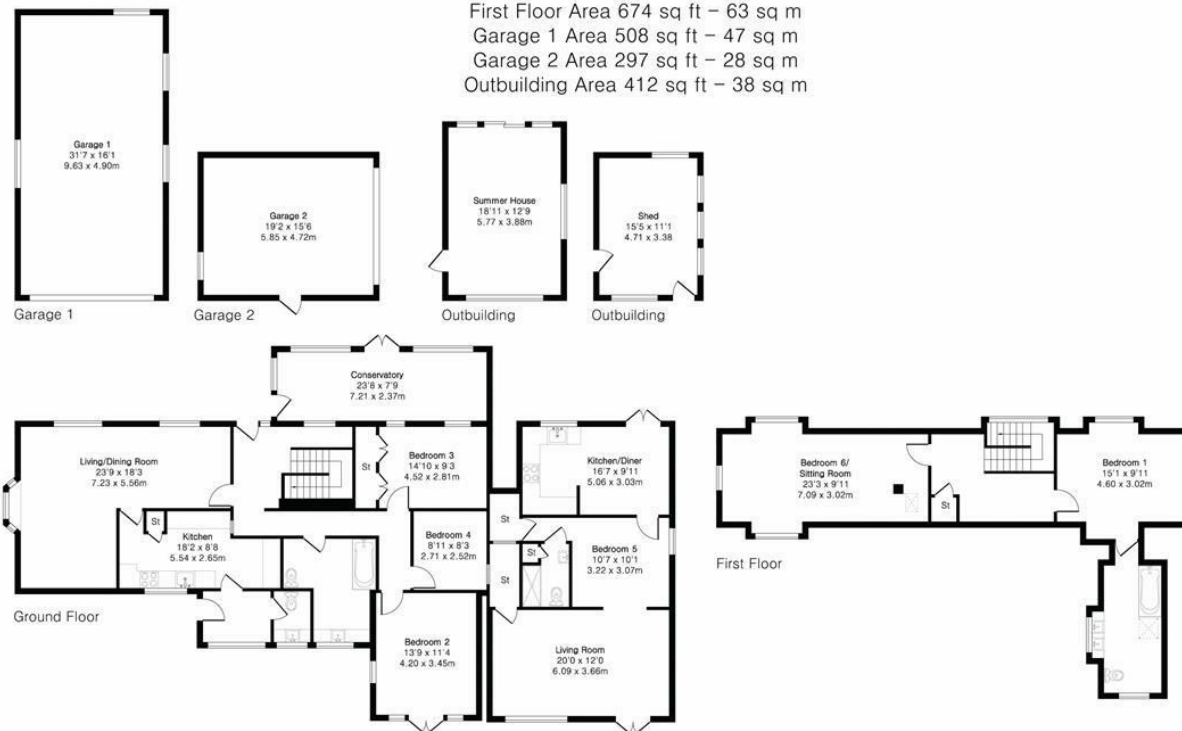 First Floor Area 674 sq ft – 63 sq m
Garage 1 Area 508 sq ft – 47 sq m
Garage 2 Area 297 sq ft – 28 sq m
Outbuilding Area 412 sq ft – 38 sq m
Garage 1
31'7 x 16'1
9.63 x 4.90m
Garage 1
Garage 2
19'2 x 15'6
5.85 x 4.72m
Garage 2
Summer House
18'11 x 12'9
5.77 x 3.88m
Outbuilding
Shed
15'5 x 11'1
4.71 x 3.38
Outbuilding
Conservatory
23'8 x 7'9
7.21 x 2.37m
Living/Dining Room
23'9 x 18'3
7.23 x 5.56m
St
Bedroom 3
14'10 x 9'3
4.52 x 2.81m
Kitchen/Diner
16'7 x 9'11
5.06 x 3.03m
St
Kitchen
18'2 x 8'8
5.54 x 2.65m
Bedroom 4
8'11 x 8'3
2.71 x 2.52m
St
St
St
Bedroom 5
10'7 x 10'1
3.22 x 3.07m
Bedroom 2
13'9 x 11'4
4.20 x 3.45m
Living Room
20'0 x 12'0
6.09 x 3.66m
Ground Floor
Bedroom 6/
Sitting Room
23'3 x 9'11
7.09 x 3.02m
St
Bedroom 1
15'1 x 9'11
4.60 x 3.02m
First Floor